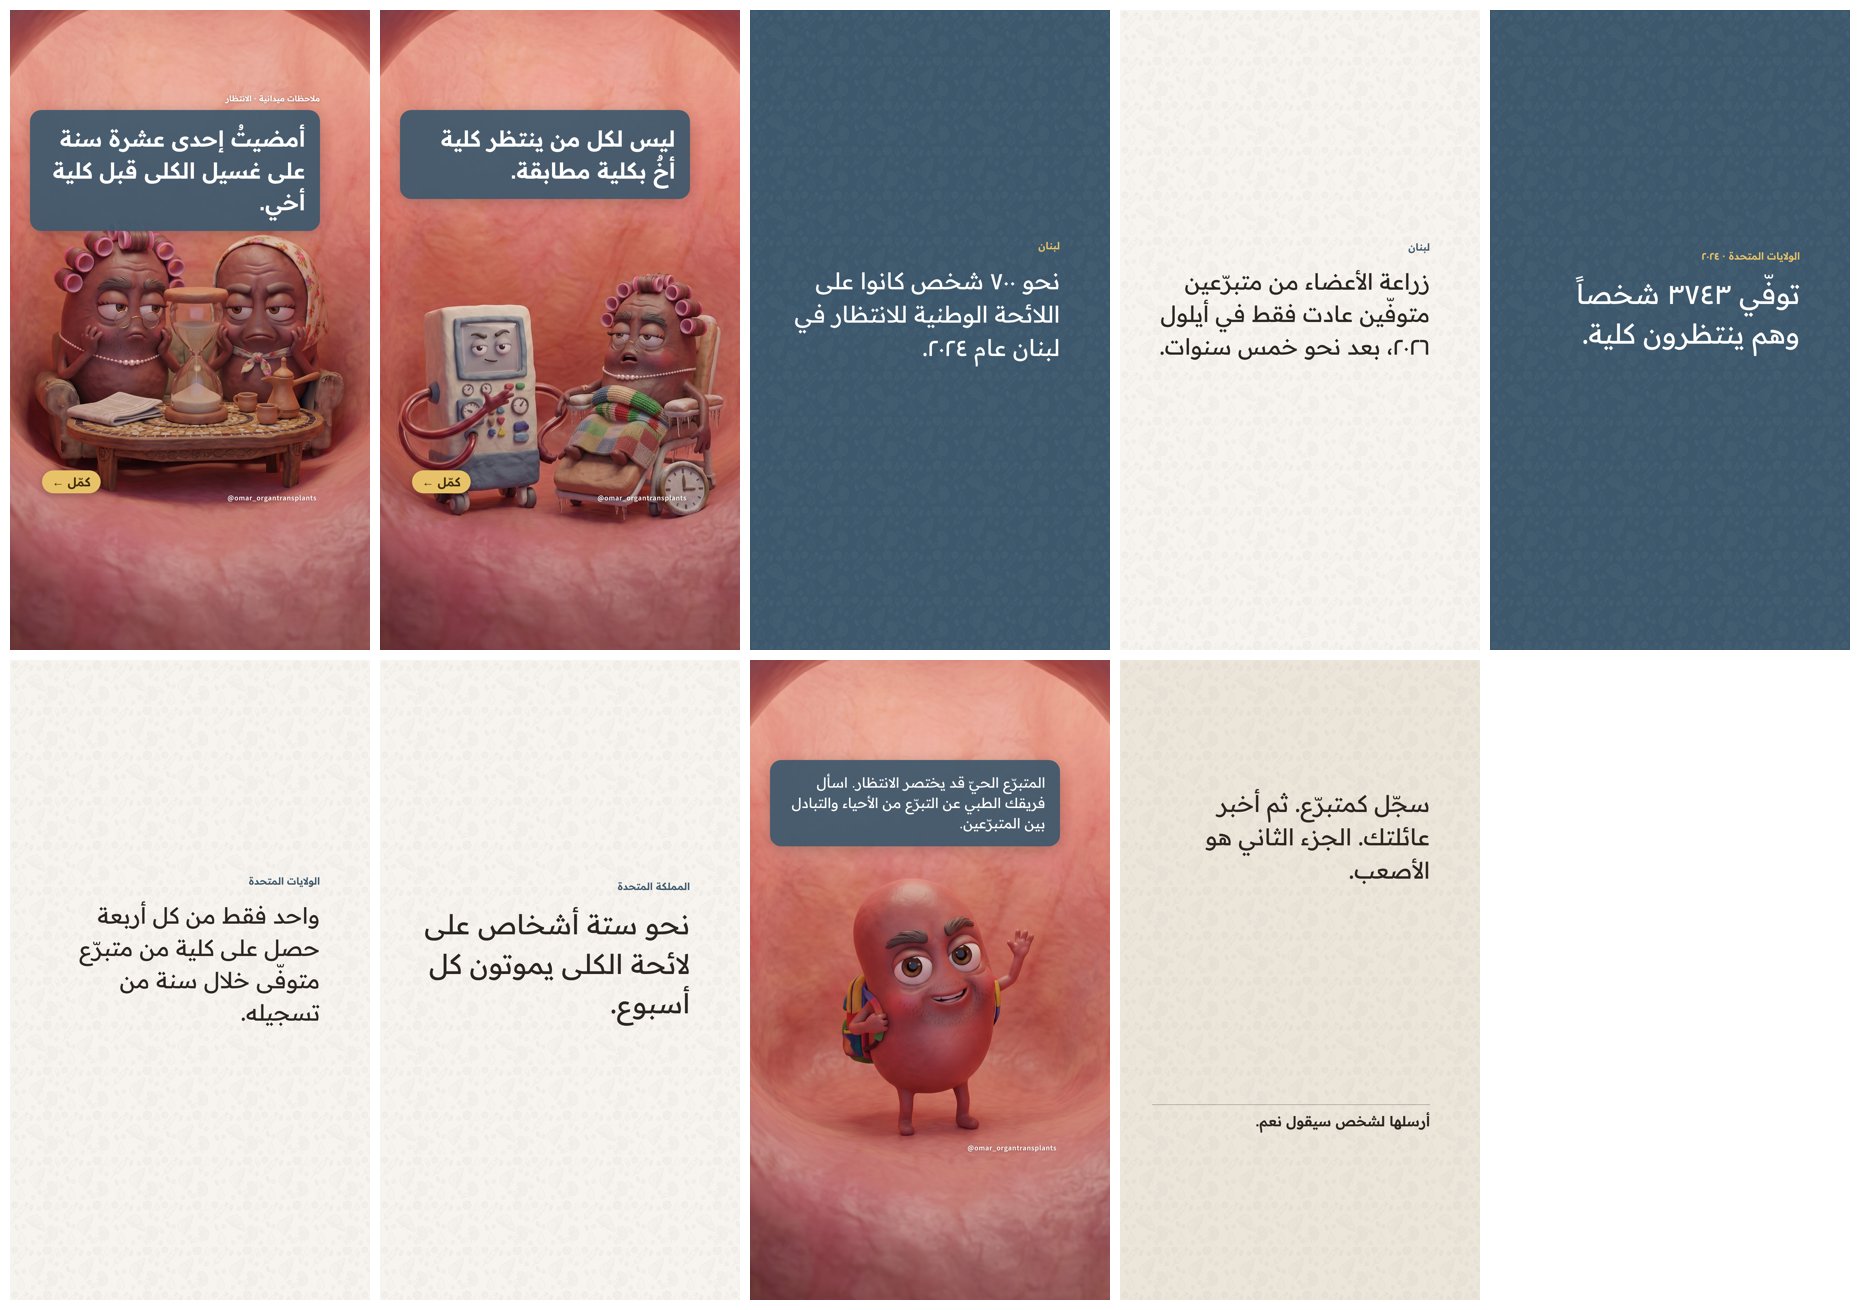 ملاحظات ميدانية · الانتظار
أمضيتُ إحدى عشرة سنة
على غسيل الكلى قبل كلية
أخي.
كمّل ←
@omar_organtransplants
ليس لكل من ينتظر كلية
أخُ بكلية مطابقة.
كمّل ←
@omar_organtransplants
لبنان
نحو ٧٠٠ شخص كانوا على
اللائحة الوطنية للانتظار في
لبنان عام ٢٠٢٤.
لبنان
زراعة الأعضاء من متبرّعين
متوفّين عادت فقط في أيلول
٢٠٢٦، بعد نحو خمس سنوات.
الولايات المتحدة · ٢٠٢٤
توفّي ٣٧٤٣ شخصاً
وهم ينتظرون كلية.
الولايات المتحدة
واحد فقط من كل أربعة
حصل على كلية من متبرّع
متوفّى خلال سنة من
تسجيله.
المملكة المتحدة
نحو ستة أشخاص على
لائحة الكلى يموتون كل
أسبوع.
المتبرّع الحيّ قد يختصر الانتظار. اسأل
فريقك الطبي عن التبرّع من الأحياء والتبادل
بين المتبرّعين.
@omar_organtransplants
سجّل كمتبرّع. ثم أخبر
عائلتك. الجزء الثاني هو
الأصعب.
أرسلها لشخص سيقول نعم.